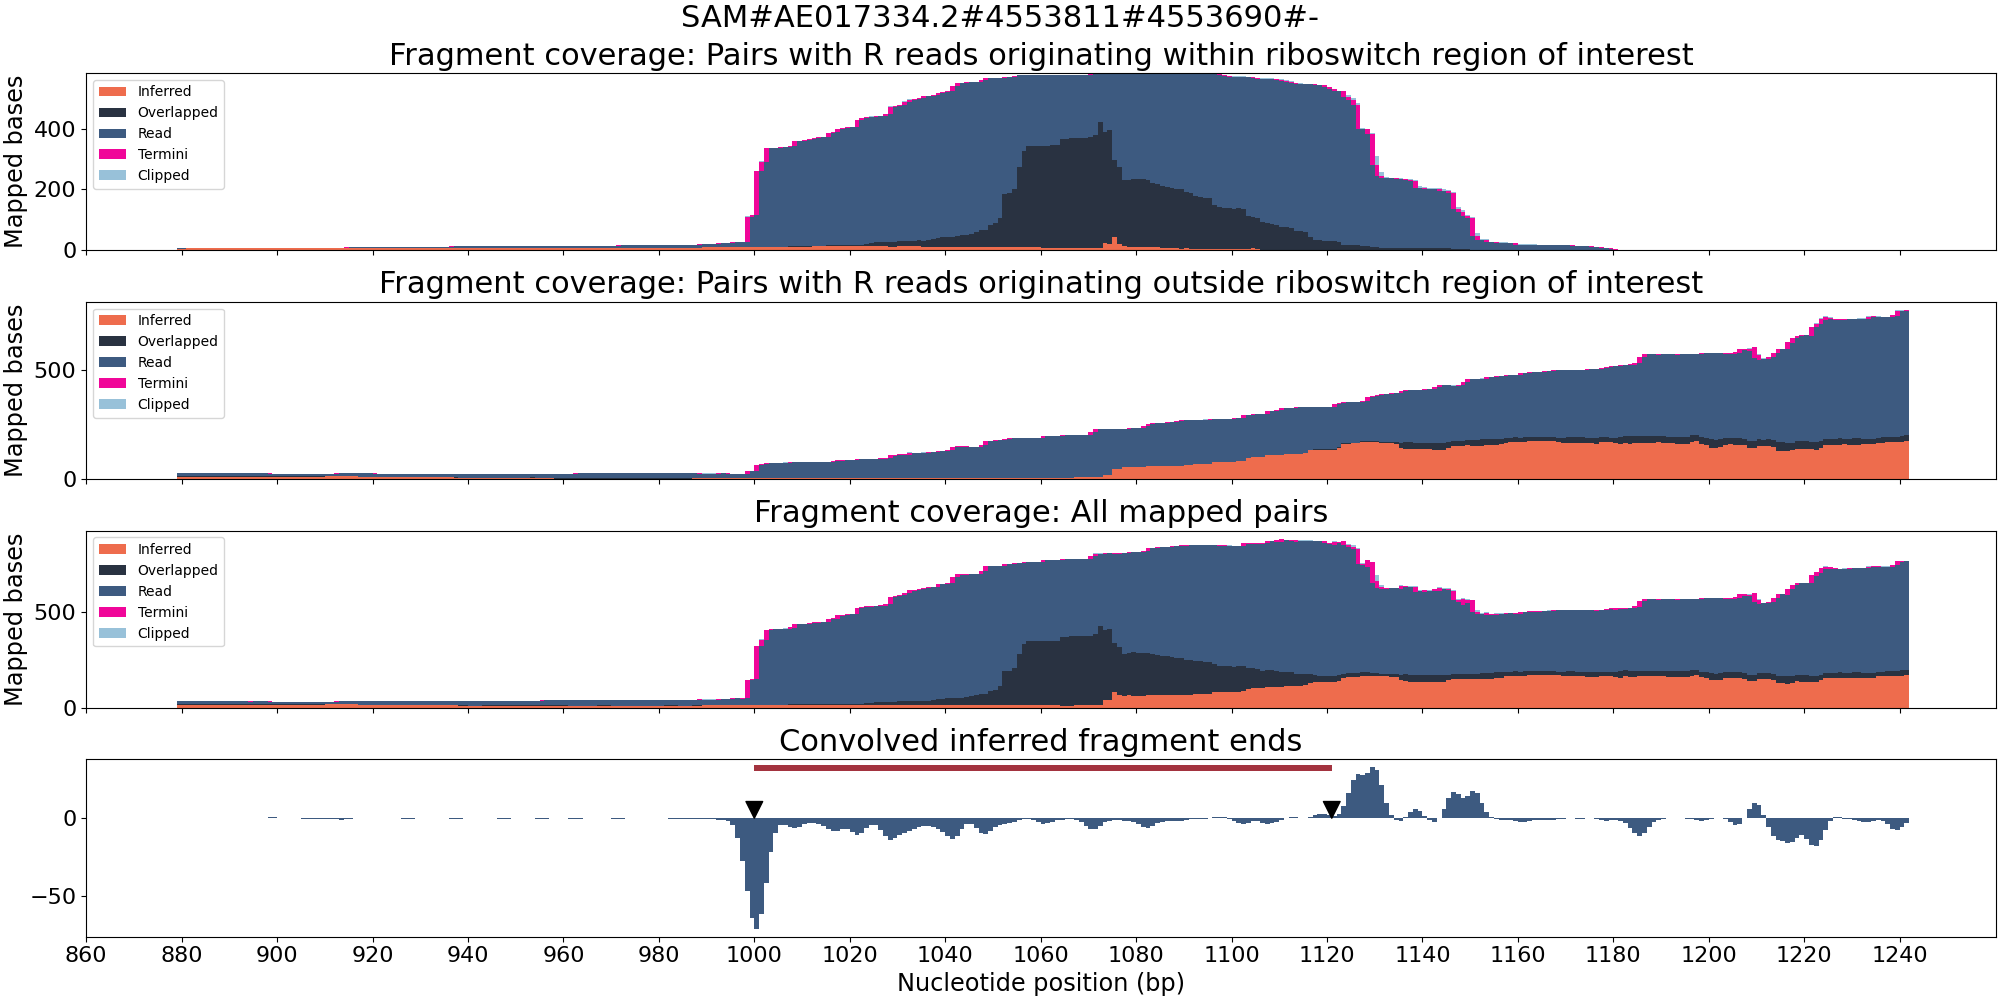 SAM#AE017334.2#4553811#4553690#-
Fragment coverage: Pairs with R reads originating within riboswitch region of interest
Mapped bases
400
200
0
Inferred
Overlapped
Read
Termini
Clipped
Fragment coverage: Pairs with R reads originating outside riboswitch region of interest
Mapped bases
500
0
Inferred
Overlapped
Read
Termini
Clipped
Fragment coverage: All mapped pairs
Mapped bases
500
0
Inferred
Overlapped
Read
Termini
Clipped
Convolved inferred fragment ends
0
−50
860 880 900 920 940 960 980 1000 1020 1040 1060 1080 1100 1120 1140 1160 1180 1200 1220 1240
Nucleotide position (bp)